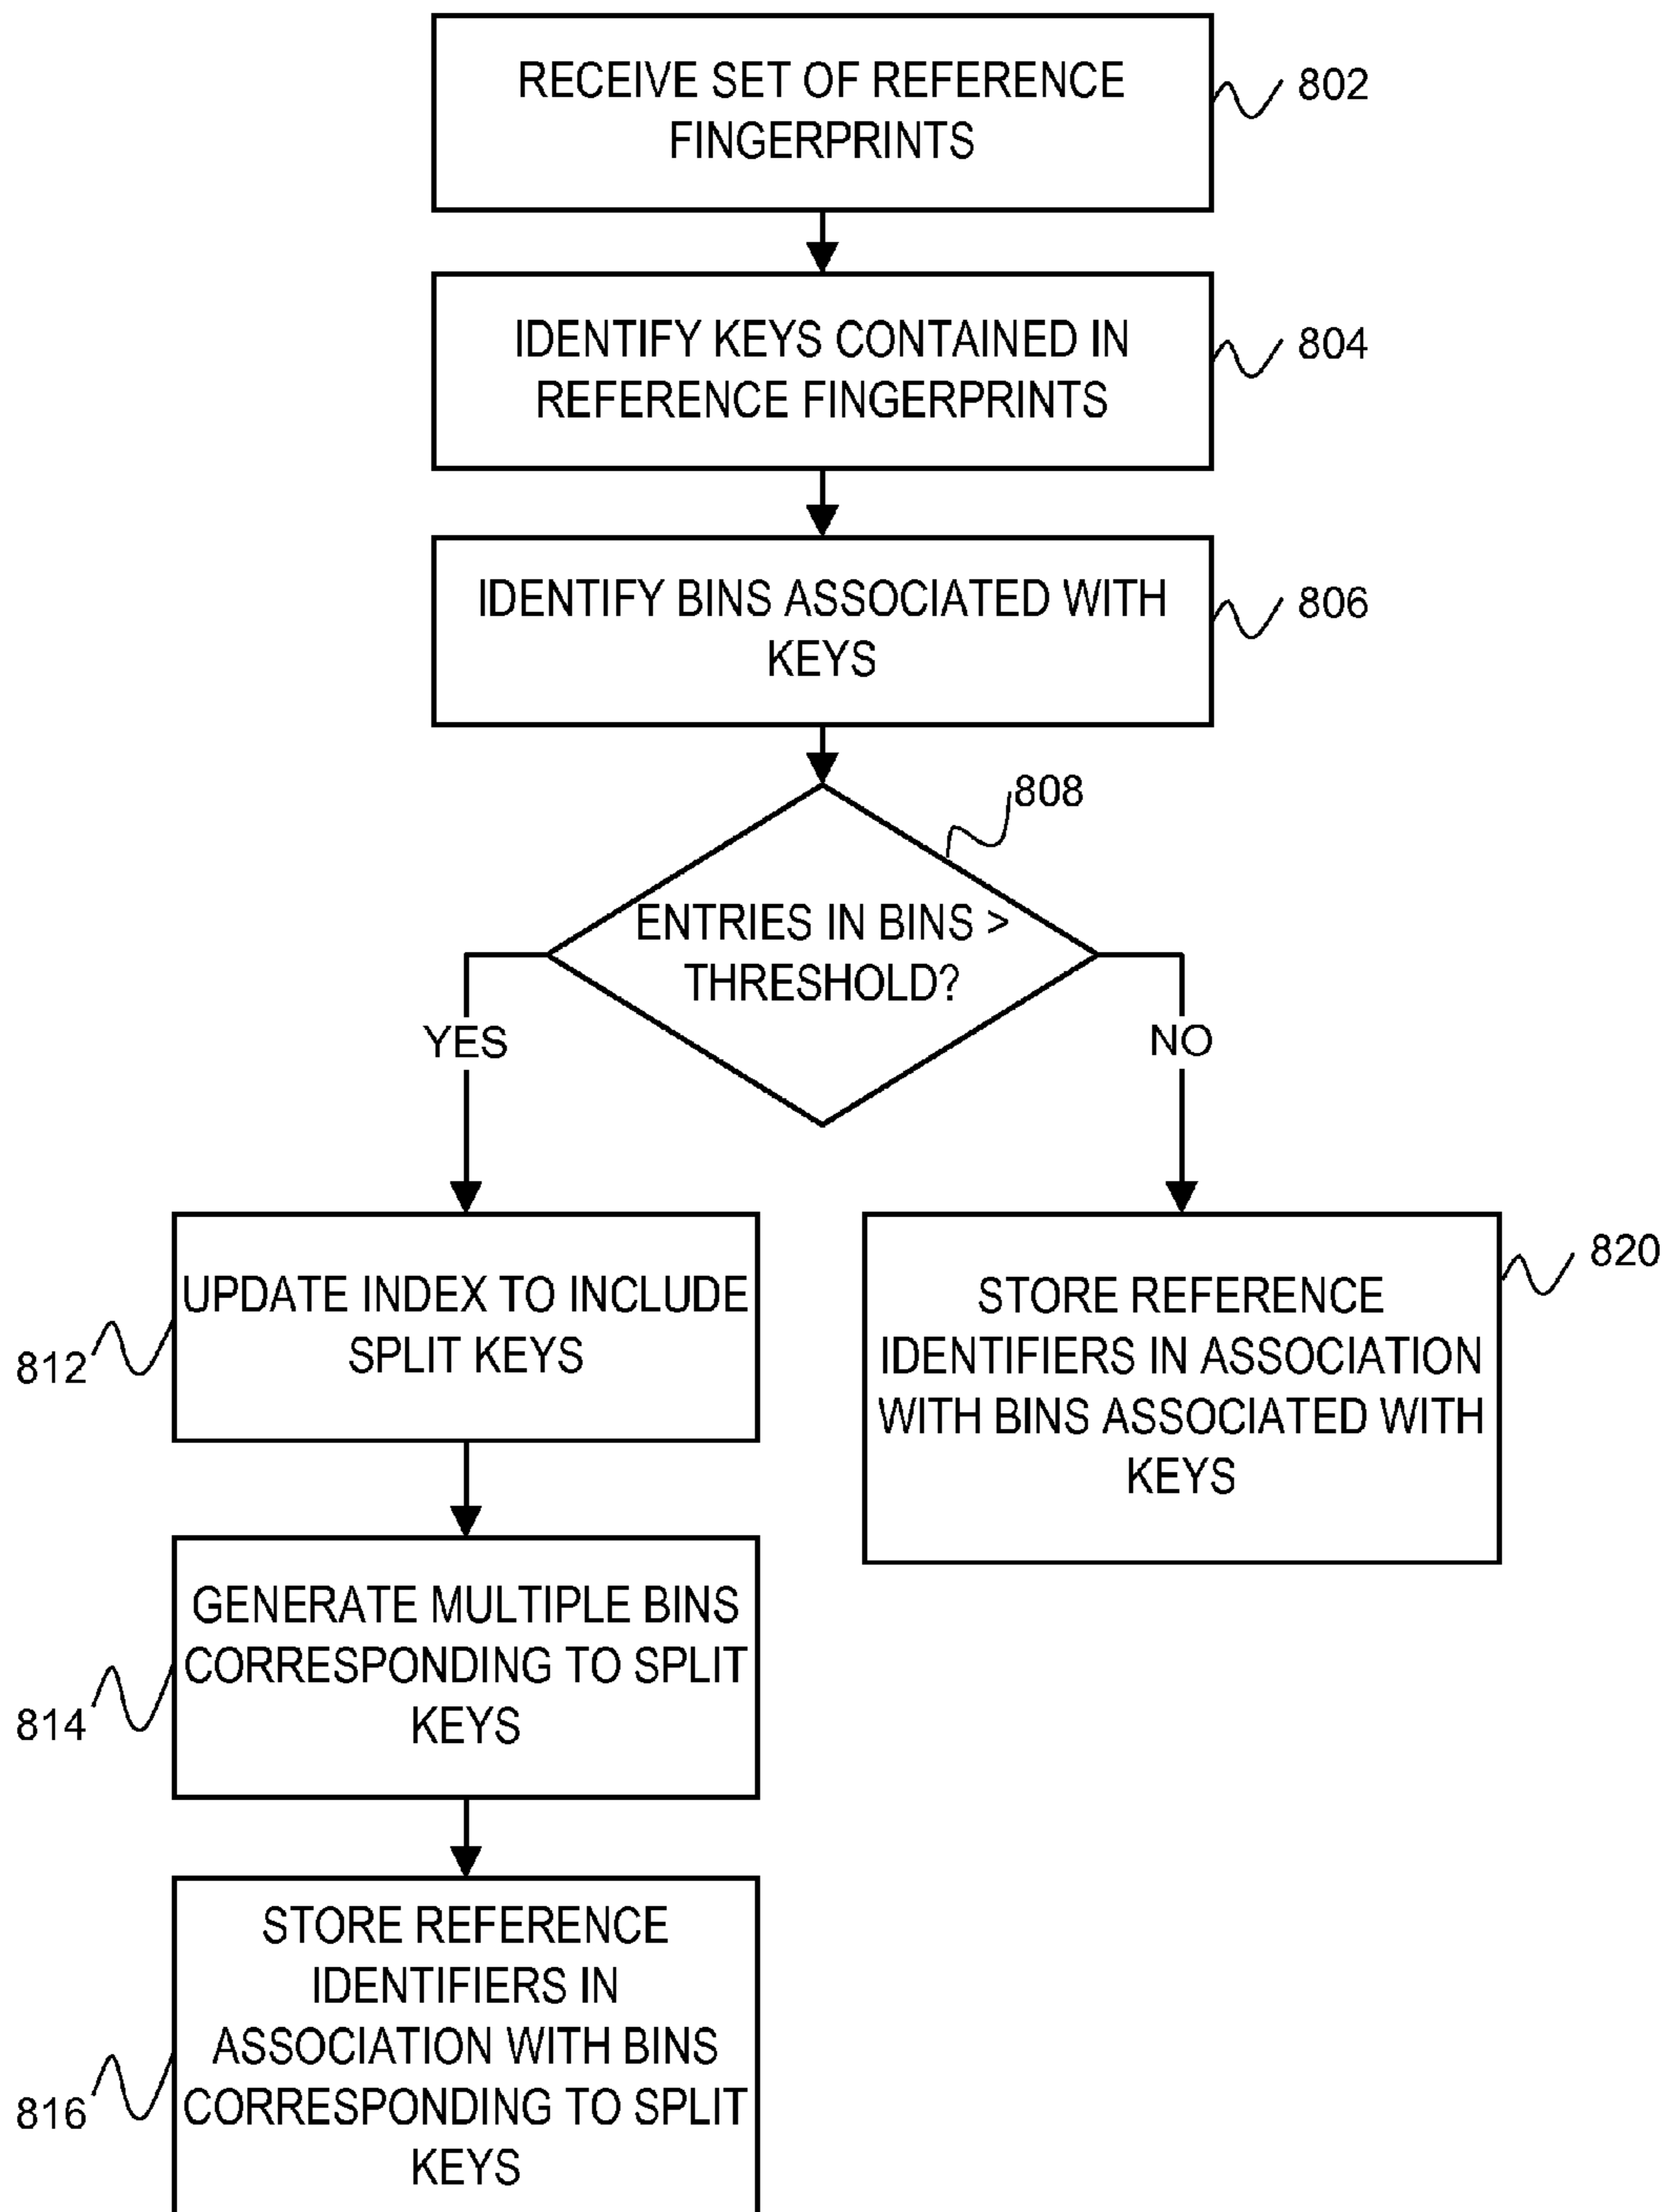 RECEIVE SET OF REFERENCE
FINGERPRINTS
802
IDENTIFY KEYS CONTAINED IN
REFERENCE FINGERPRINTS
804
IDENTIFY BINS ASSOCIATED WITH
KEYS
806
808
ENTRIES IN BINS >
THRESHOLD?
YES
NO
UPDATE INDEX TO INCLUDE
SPLIT KEYS
812
STORE REFERENCE
IDENTIFIERS IN ASSOCIATION
WITH BINS ASSOCIATED WITH
KEYS
820
GENERATE MULTIPLE BINS
CORRESPONDING TO SPLIT
KEYS
814
STORE REFERENCE
IDENTIFIERS IN
ASSOCIATION WITH BINS
CORRESPONDING TO SPLIT
KEYS
816